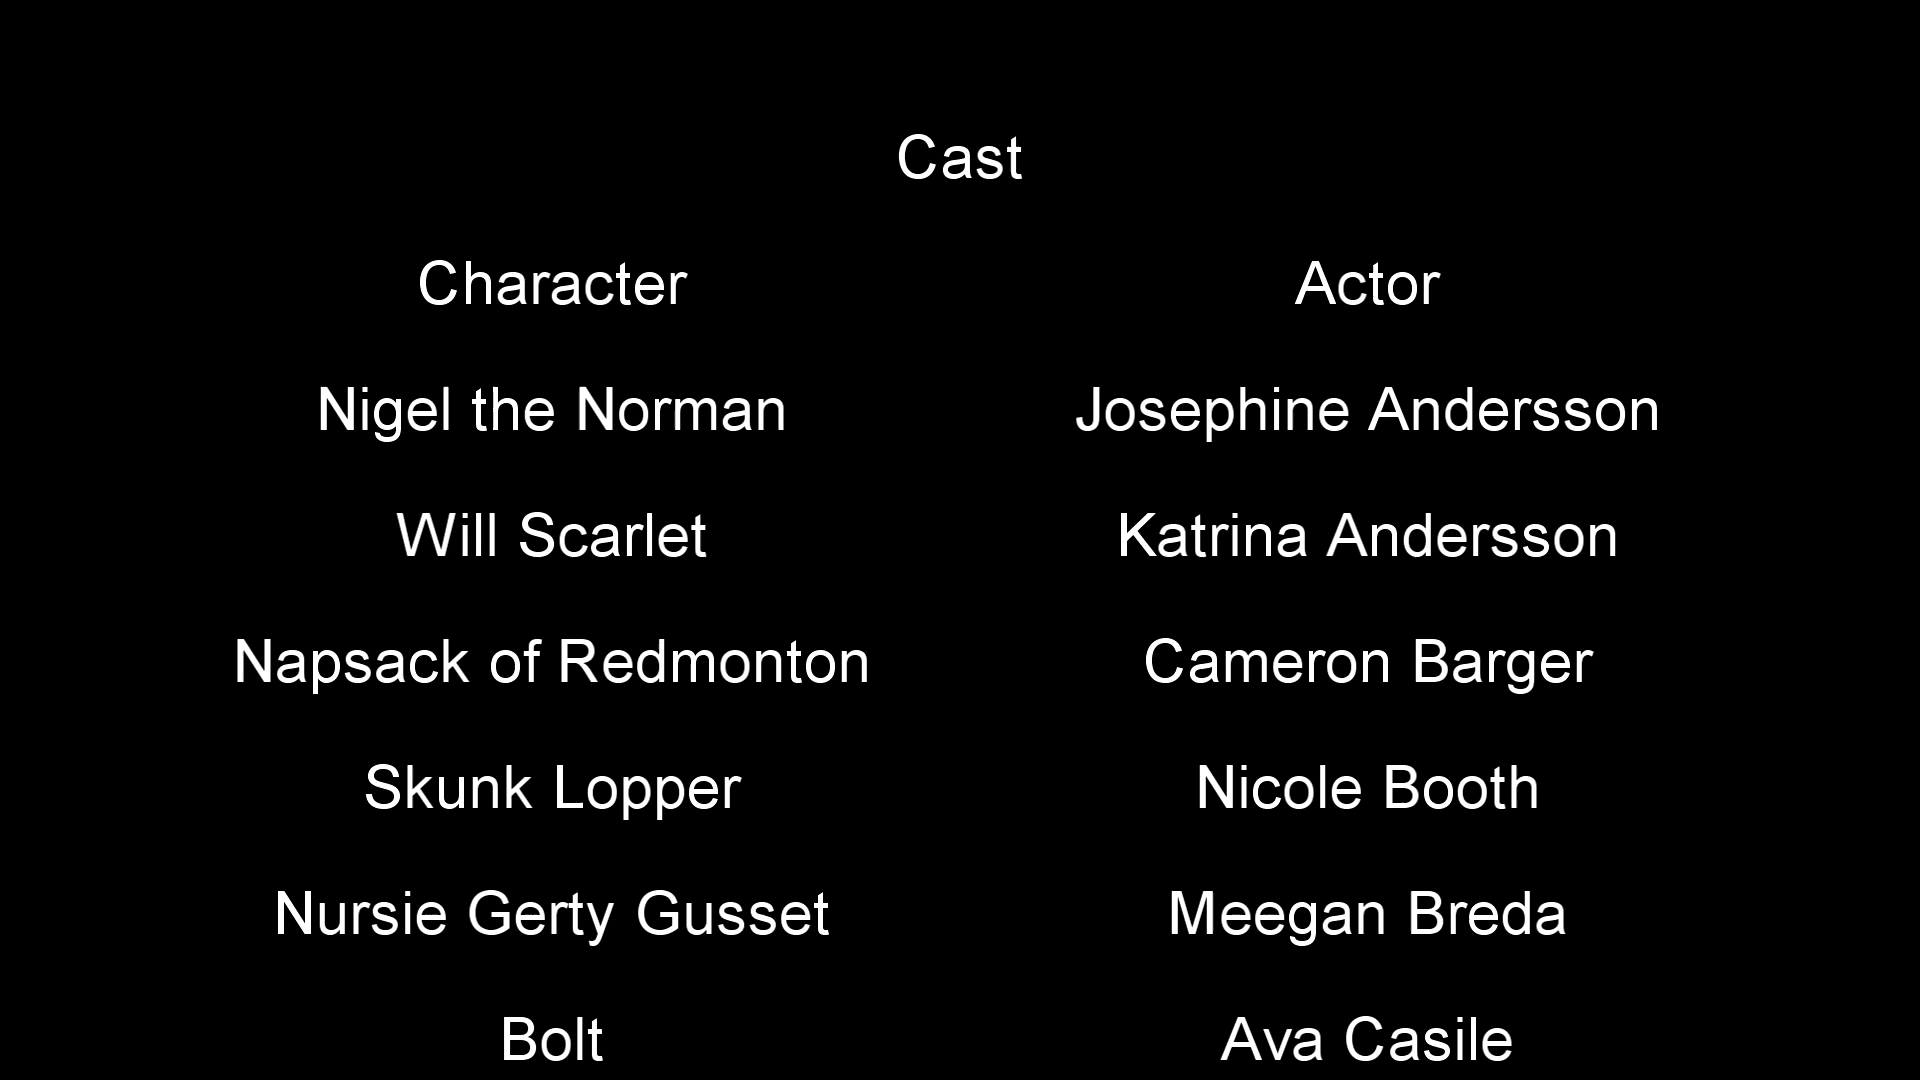 Cast
Character Actor
Nigel the Norman Josephine Andersson
Will Scarlet Katrina Andersson
Napsack of Redmonton Cameron Barger
Skunk Lopper Nicole Booth
Nursie Gerty Gusset Meegan Breda
Bolt Ava Casile